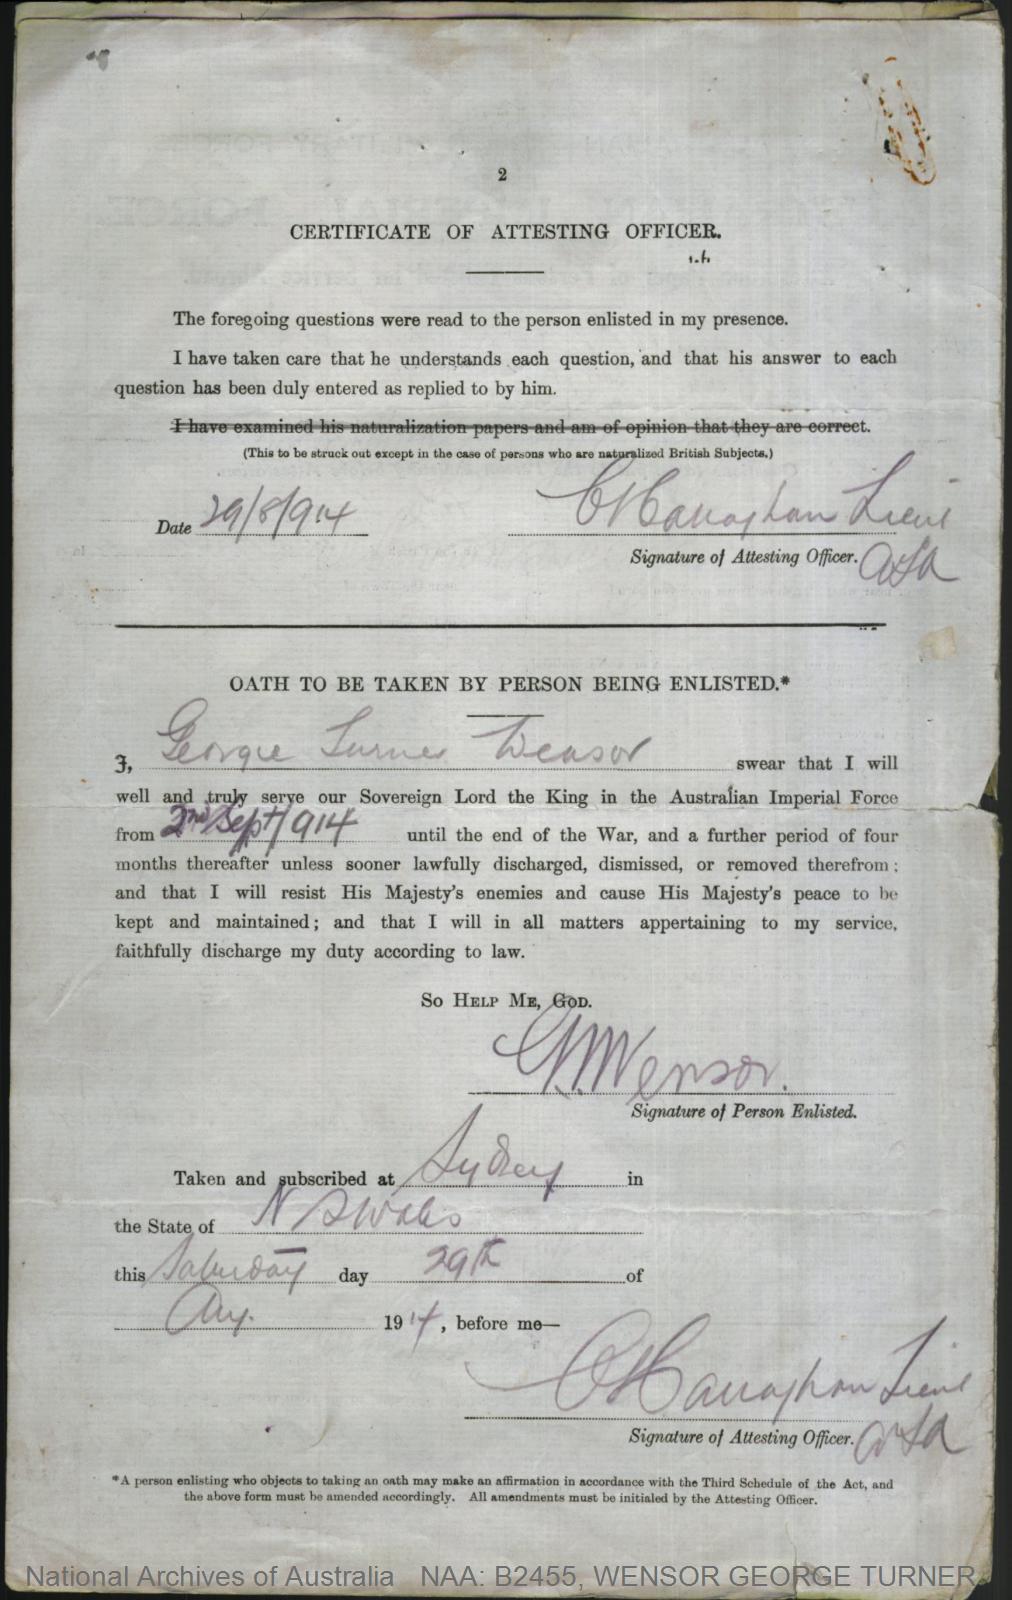 2
CERTIFICATE OF ATTESTING OFFICER.
The foregoing questions were read to the person enlisted in my presence.
I have taken care that he understands each question, and that his answer to each
question has been duly entered as replied to by him.
I have examined his naturalization papers and am of opinion that they are correct.
(This to be struck out except in the case of persons who are naturalized British Subjects.)
Date 29/8/914 Lieut
Signature of Attesting Officer.
OATH TO BE TAKEN BY PERSON BEING ENLISTED.*
I, George Turner Wensor swear that I will
well and truly serve our Sovereign Lord the King in the Australian Imperial Force
from 2nd Sept/914 until the end of the War, and a further period of four
months thereafter unless sooner lawfully discharged, dismissed, or removed therefrom;
and that I will resist His Majesty's enemies and cause His Majesty's peace to be
kept and maintained; and that I will in all matters appertaining to my service,
faithfully discharge my duty according to law.
SO HELP ME, GOD.
Wensor.
Signature of Person Enlisted.
Taken and subscribed at Sydney in
the State of N S Wales
this Saturday day 29th of
Aug. 1914, before me—
Lieut
Signature of Attesting Officer.
*A person enlisting who objects to taking an oath may make an affirmation in accordance with the Third Schedule of the Act, and
the above form must be amended accordingly. All amendments must be initialed by the Attesting Officer.
National Archives of Australia NAA: B2455, WENSOR GEORGE TURNER